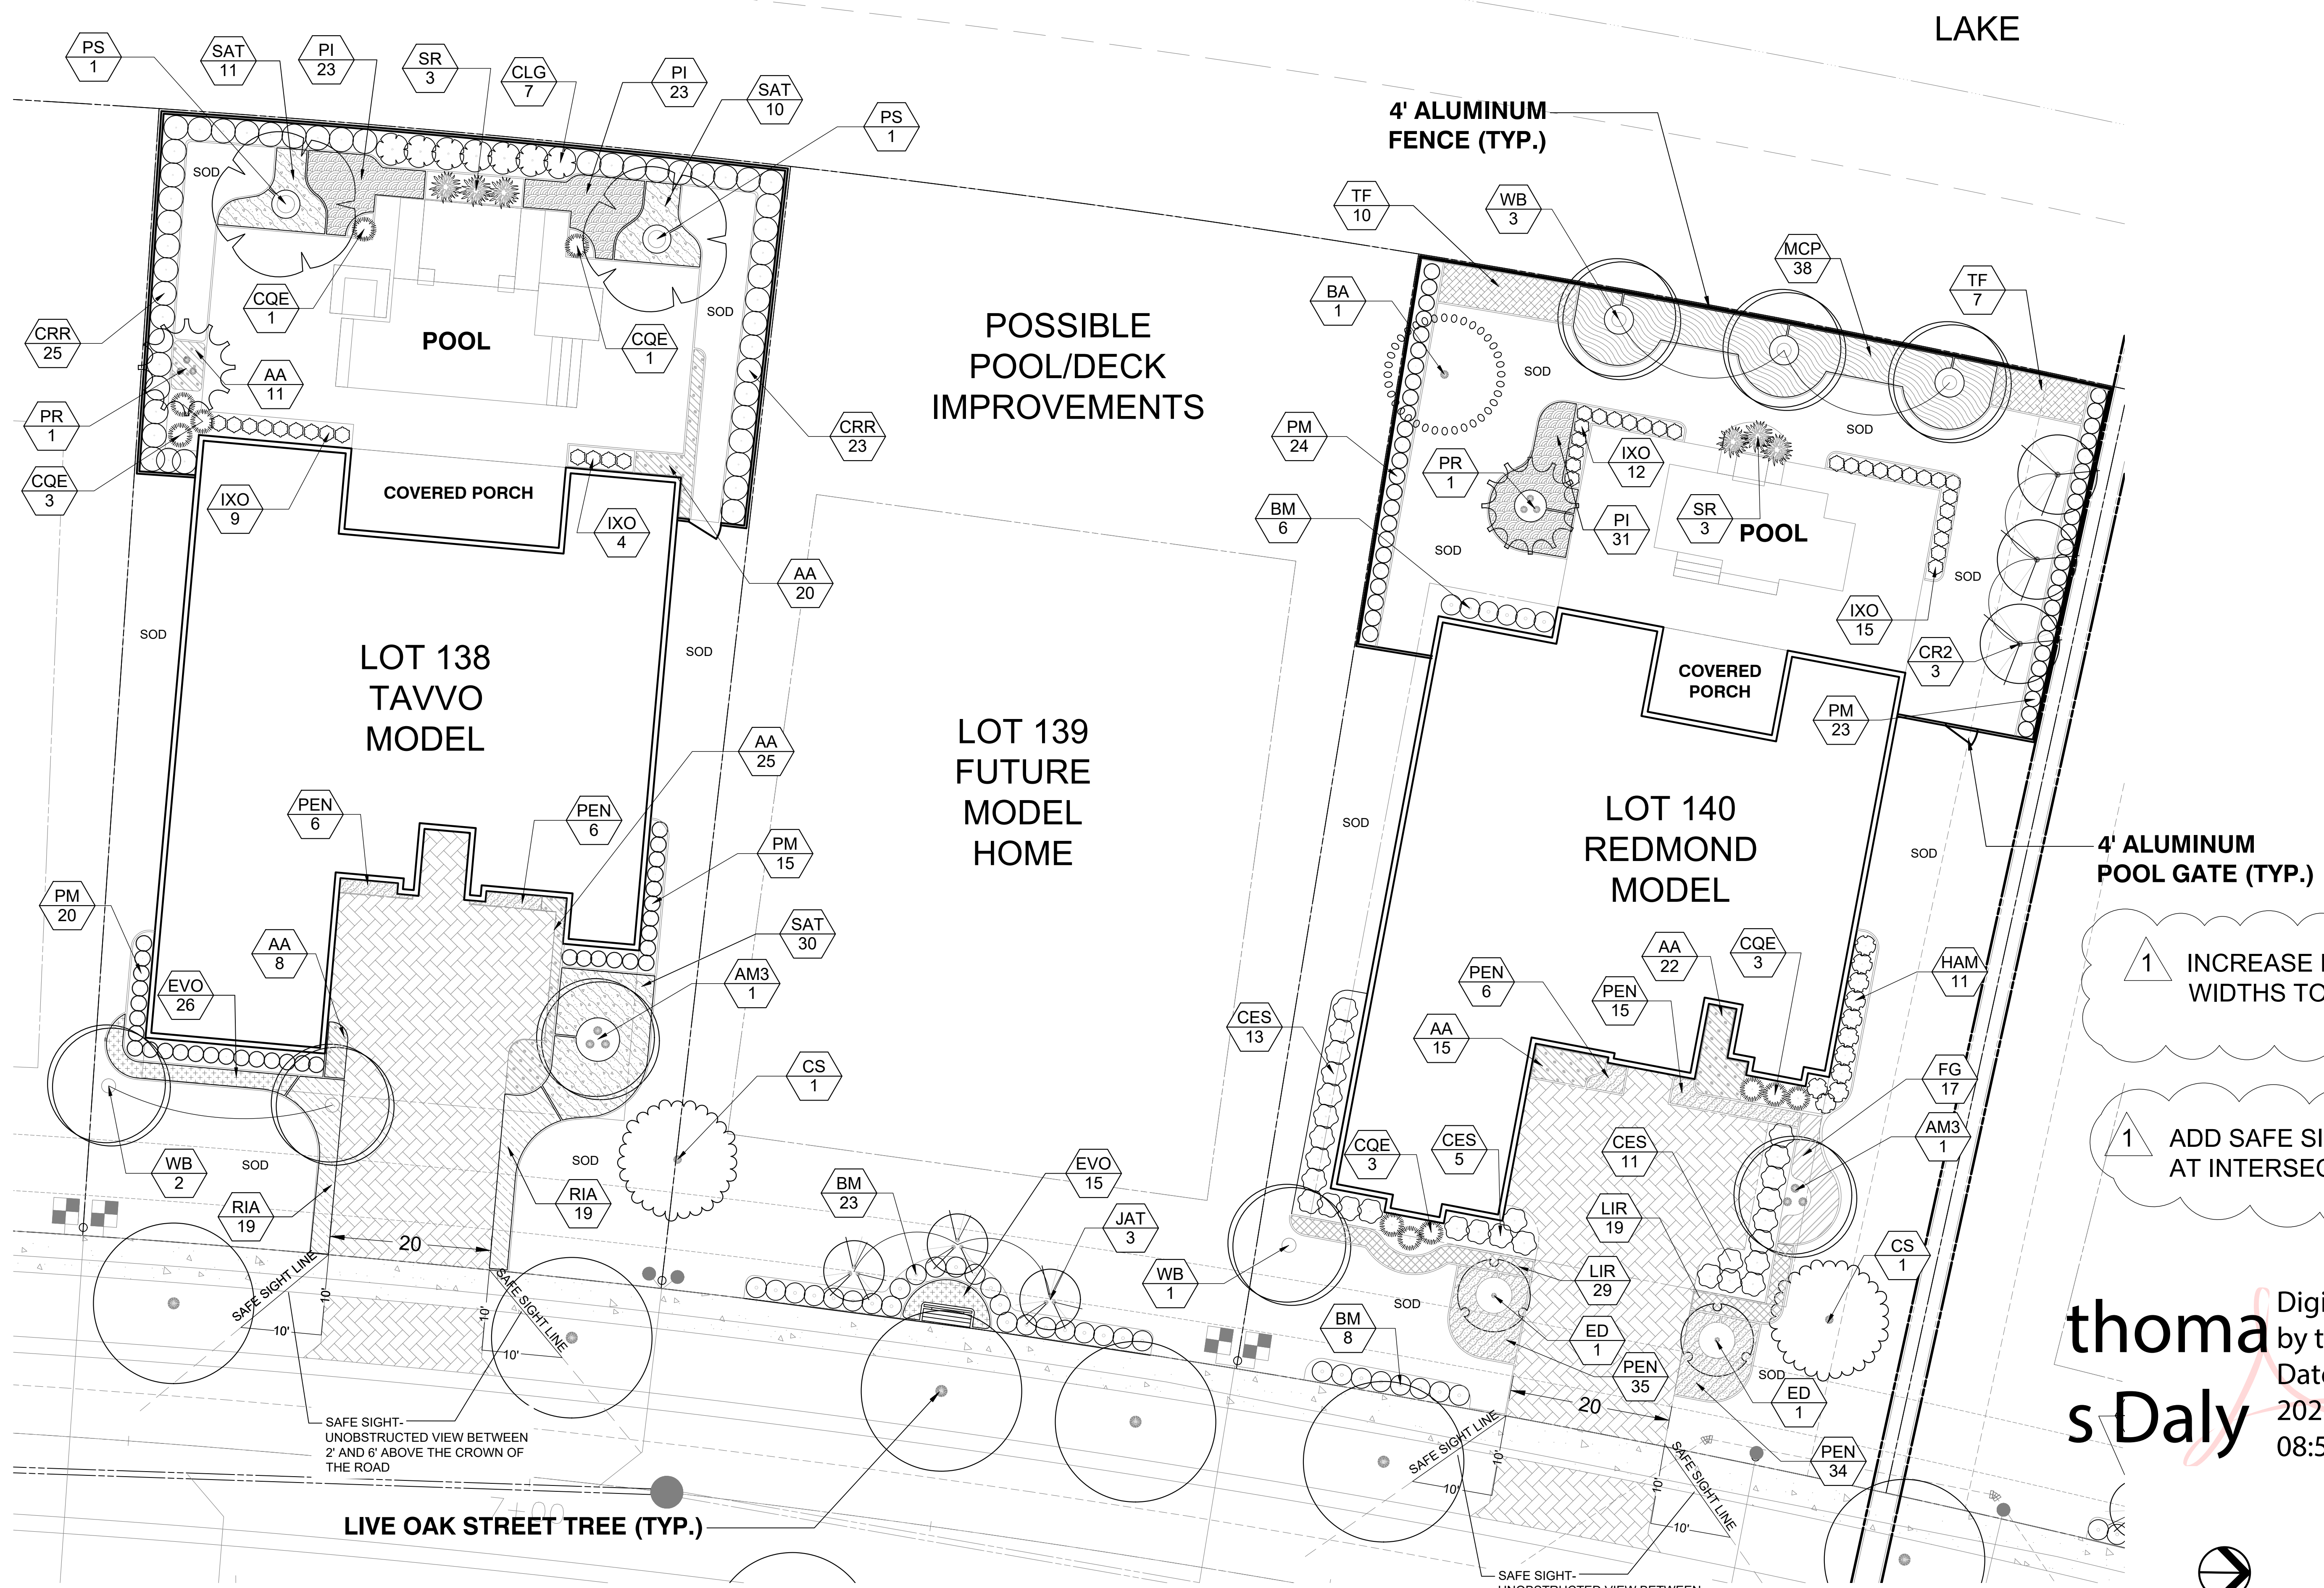 LAKE
PS
1
SAT
11
PI
23
SR
3
CLG
7
PI
23
SAT
10
PS
1
4' ALUMINUM
FENCE (TYP.)
TF
10
WB
3
MCP
38
TF
7
BA
1
SOD
SOD
SOD
SOD
CQE
1
CQE
1
CRR
25
POOL
AA
11
PR
1
CQE
3
CRR
23
IXO
9
COVERED PORCH
IXO
4
AA
20
POSSIBLE
POOL/DECK
IMPROVEMENTS
PM
24
PR
1
IXO
12
BM
6
PI
31
SR
3
POOL
SOD
SOD
IXO
15
CR2
3
COVERED
PORCH
PM
23
SOD
SOD
LOT 138
TAVVO
MODEL
LOT 139
FUTURE
MODEL
HOME
LOT 140
REDMOND
MODEL
SOD
SOD
4' ALUMINUM
POOL GATE (TYP.)
AA
25
PEN
6
PEN
6
PM
15
PM
20
AA
8
SAT
30
EVO
26
AM3
1
CS
1
WB
2
SOD
SOD
RIA
19
RIA
19
20
SAFE SIGHT LINE
SAFE SIGHT LINE
10'
10'
10'
10'
SAFE SIGHT-
UNOBSTRUCTED VIEW BETWEEN
2' AND 6' ABOVE THE CROWN OF
THE ROAD
7+00
LIVE OAK STREET TREE (TYP.)
BM
23
EVO
15
JAT
3
AA
22
CQE
3
PEN
6
PEN
15
HAM
11
AA
15
CES
13
FG
17
AM3
1
CQE
3
CES
5
CES
11
LIR
19
CS
1
WB
1
LIR
29
SOD
BM
8
ED
1
PEN
35
SOD
ED
1
PEN
34
20
SAFE SIGHT LINE
SAFE SIGHT LINE
10'
10'
10'
10'
SAFE SIGHT-
UNOBSTRUCTED VIEW BETWEEN
1
INCREASE
WIDTHS TO
1
ADD SAFE
AT
thoma
s Daly
by
202
08:5